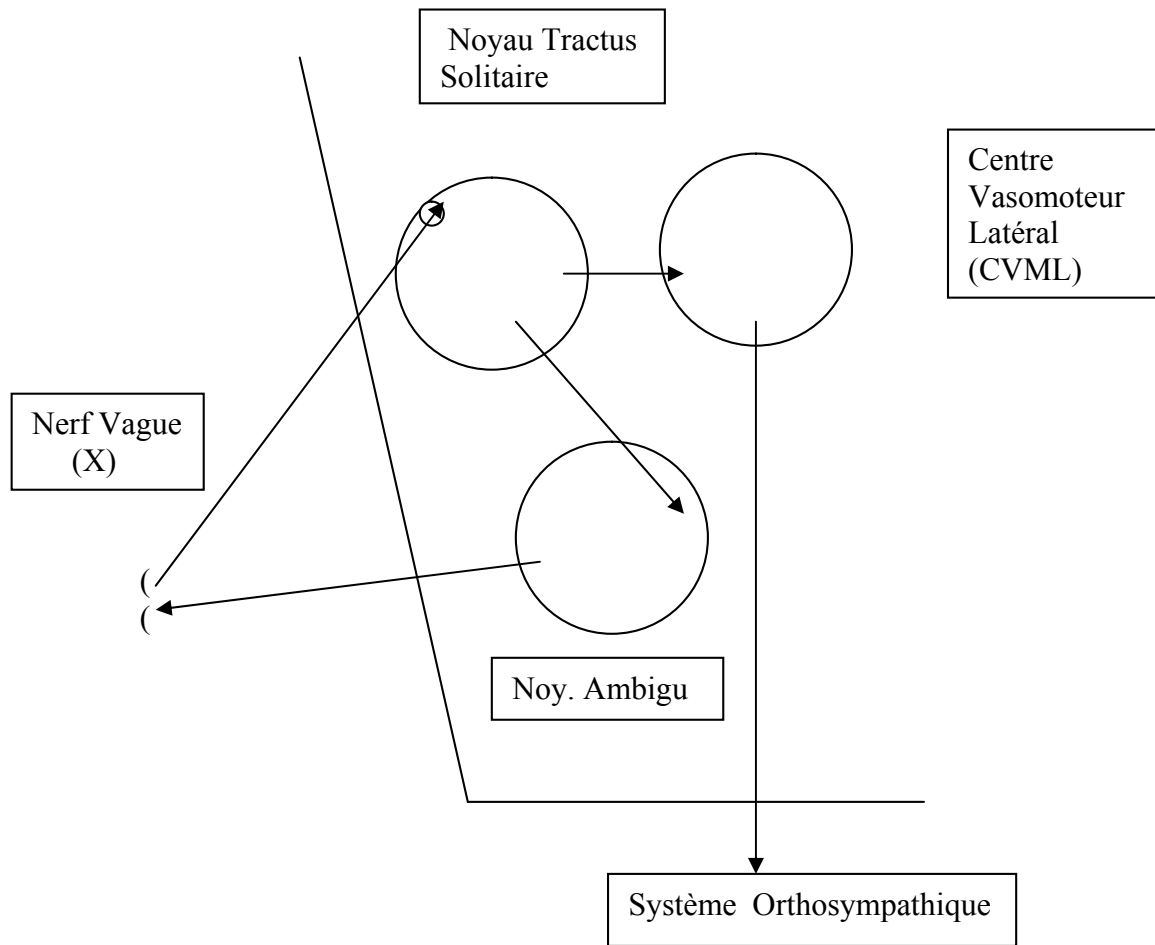 Noyau Tractus
Solitaire
Centre
Vasomoteur
Latéral
(CVML)
Nerf Vague
(X)
(
(
Noy. Ambigu
Système Orthosympathique